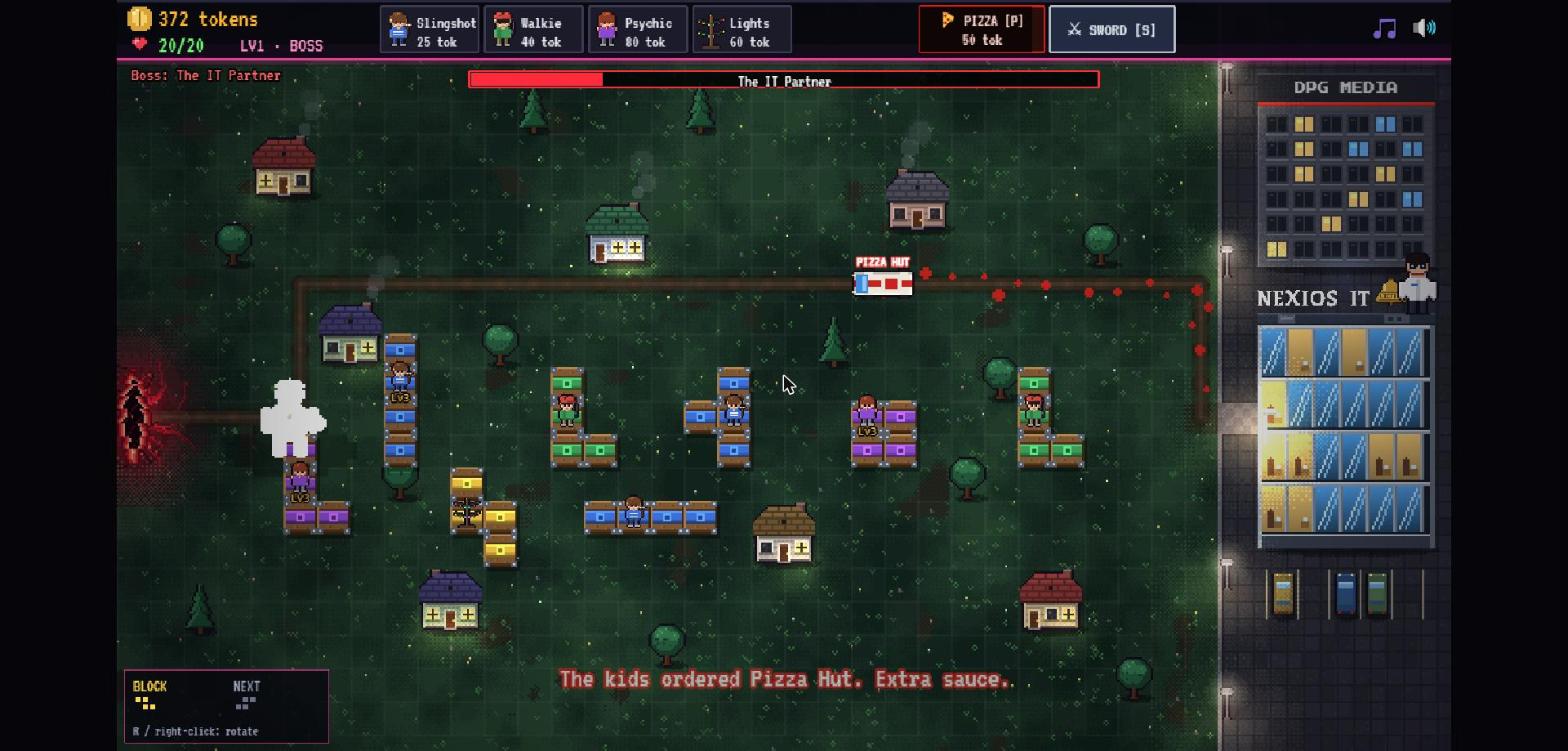 372 tokens
20/20 LV1 · BOSS
Slingshot
25 tok
Walkie
40 tok
Psychic
80 tok
Lights
60 tok
PIZZA [P]
50 tok
SWORD [S]
Boss: The IT Partner
The IT Partner
DPG MEDIA
PIZZA HUT
NEXIOS IT
LV3
LV3
LV3
The kids ordered Pizza Hut. Extra sauce.
BLOCK NEXT
R / right-click: rotate